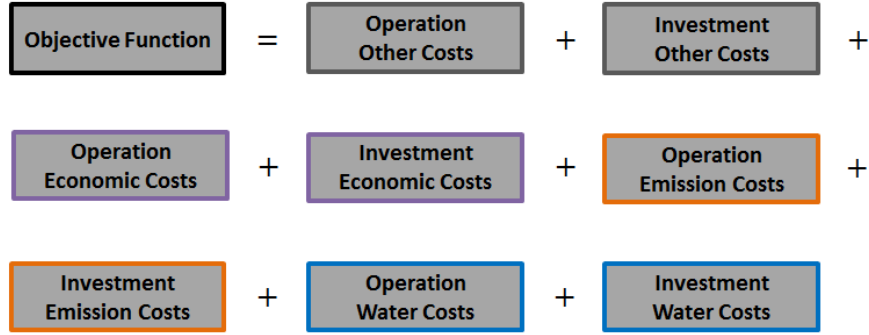 Objective Function = Operation Other Costs + Investment Other Costs +
Operation Economic Costs + Investment Economic Costs + Operation Emission Costs +
Investment Emission Costs + Operation Water Costs + Investment Water Costs